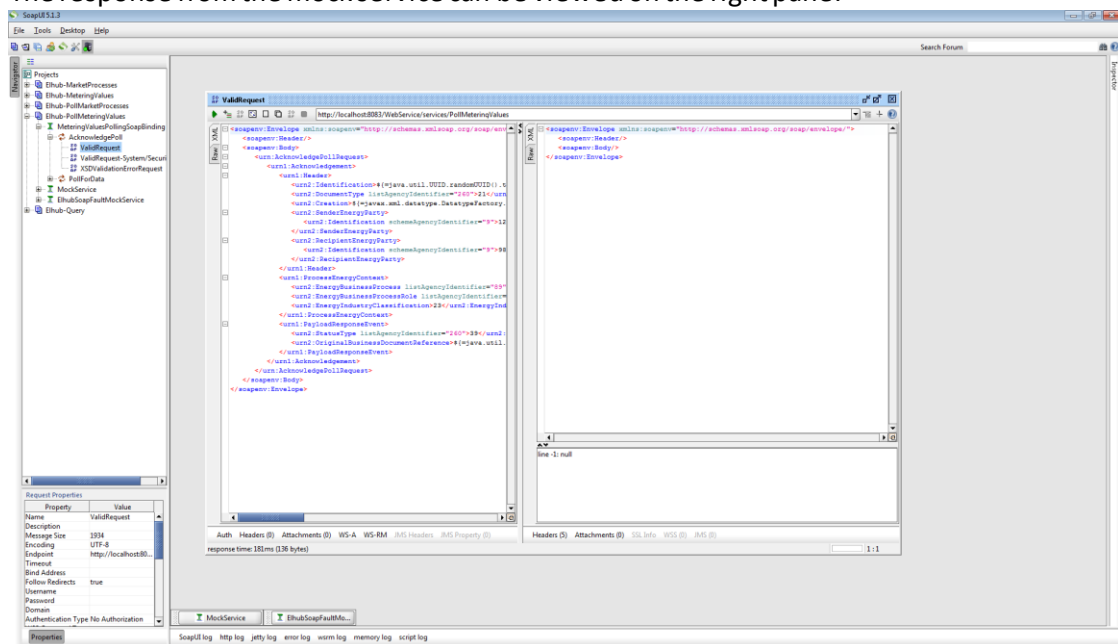 The response from the mock service can be viewed on the right panel
SoapUI 5.1.3
File Tools Desktop Help
Search Forum
Navigator
Inspector
Projects
Elhub-MarketProcesses
Elhub-MeteringValues
Elhub-PollMarketProcesses
Elhub-PollMeteringValues
MeteringValuesPollingSoapBinding
AcknowledgePoll
ValidRequest
ValidRequest-System/Securi
XSDValidationErrorRequest
PollForData
MockService
ElhubSoapFaultMockService
Elhub-Query
ValidRequest
http://localhost:8083/WebService/services/PollMeteringValues
XML
Raw
<soapenv:Envelope xmlns:soapenv="http://schemas.xmlsoap.org/soap/env
<soapenv:Header/>
<soapenv:Body>
<urn:AcknowledgePollRequest>
<urn1:Acknowledgement>
<urn1:Header>
<urn2:Identification>${=java.util.UUID.randomUUID().t
<urn2:DocumentType listAgencyIdentifier="260">21</urn
<urn2:Creation>${=javax.xml.datatype.DatatypeFactory.
<urn2:SenderEnergyParty>
<urn2:Identification schemeAgencyIdentifier="9">12
</urn2:SenderEnergyParty>
<urn2:RecipientEnergyParty>
<urn2:Identification schemeAgencyIdentifier="9">98
</urn2:RecipientEnergyParty>
</urn1:Header>
<urn1:ProcessEnergyContext>
<urn2:EnergyBusinessProcess listAgencyIdentifier="89"
<urn2:EnergyBusinessProcessRole listAgencyIdentifier=
<urn2:EnergyIndustryClassification>23</urn2:EnergyInd
</urn1:ProcessEnergyContext>
<urn1:PayloadResponseEvent>
<urn2:StatusType listAgencyIdentifier="260">39</urn2:
<urn2:OriginalBusinessDocumentReference>${=java.util.
</urn1:PayloadResponseEvent>
</urn1:Acknowledgement>
</urn:AcknowledgePollRequest>
</soapenv:Body>
</soapenv:Envelope>
XML
Raw
<soapenv:Envelope xmlns:soapenv="http://schemas.xmlsoap.org/soap/envelope/">
<soapenv:Header/>
<soapenv:Body/>
</soapenv:Envelope>
line -1: null
Auth Headers (0) Attachments (0) WS-A WS-RM JMS Headers JMS Property (0)
Headers (5) Attachments (0) SSL Info WSS (0) JMS (0)
response time: 181ms (136 bytes)
1 : 1
Request Properties
Property Value
Name ValidRequest
Description
Message Size 1934
Encoding UTF-8
Endpoint http://localhost:80...
Timeout
Bind Address
Follow Redirects true
Username
Password
Domain
Authentication Type No Authorization
Properties
MockService
ElhubSoapFaultMo...
SoapUI log http log jetty log error log wsrm log memory log script log